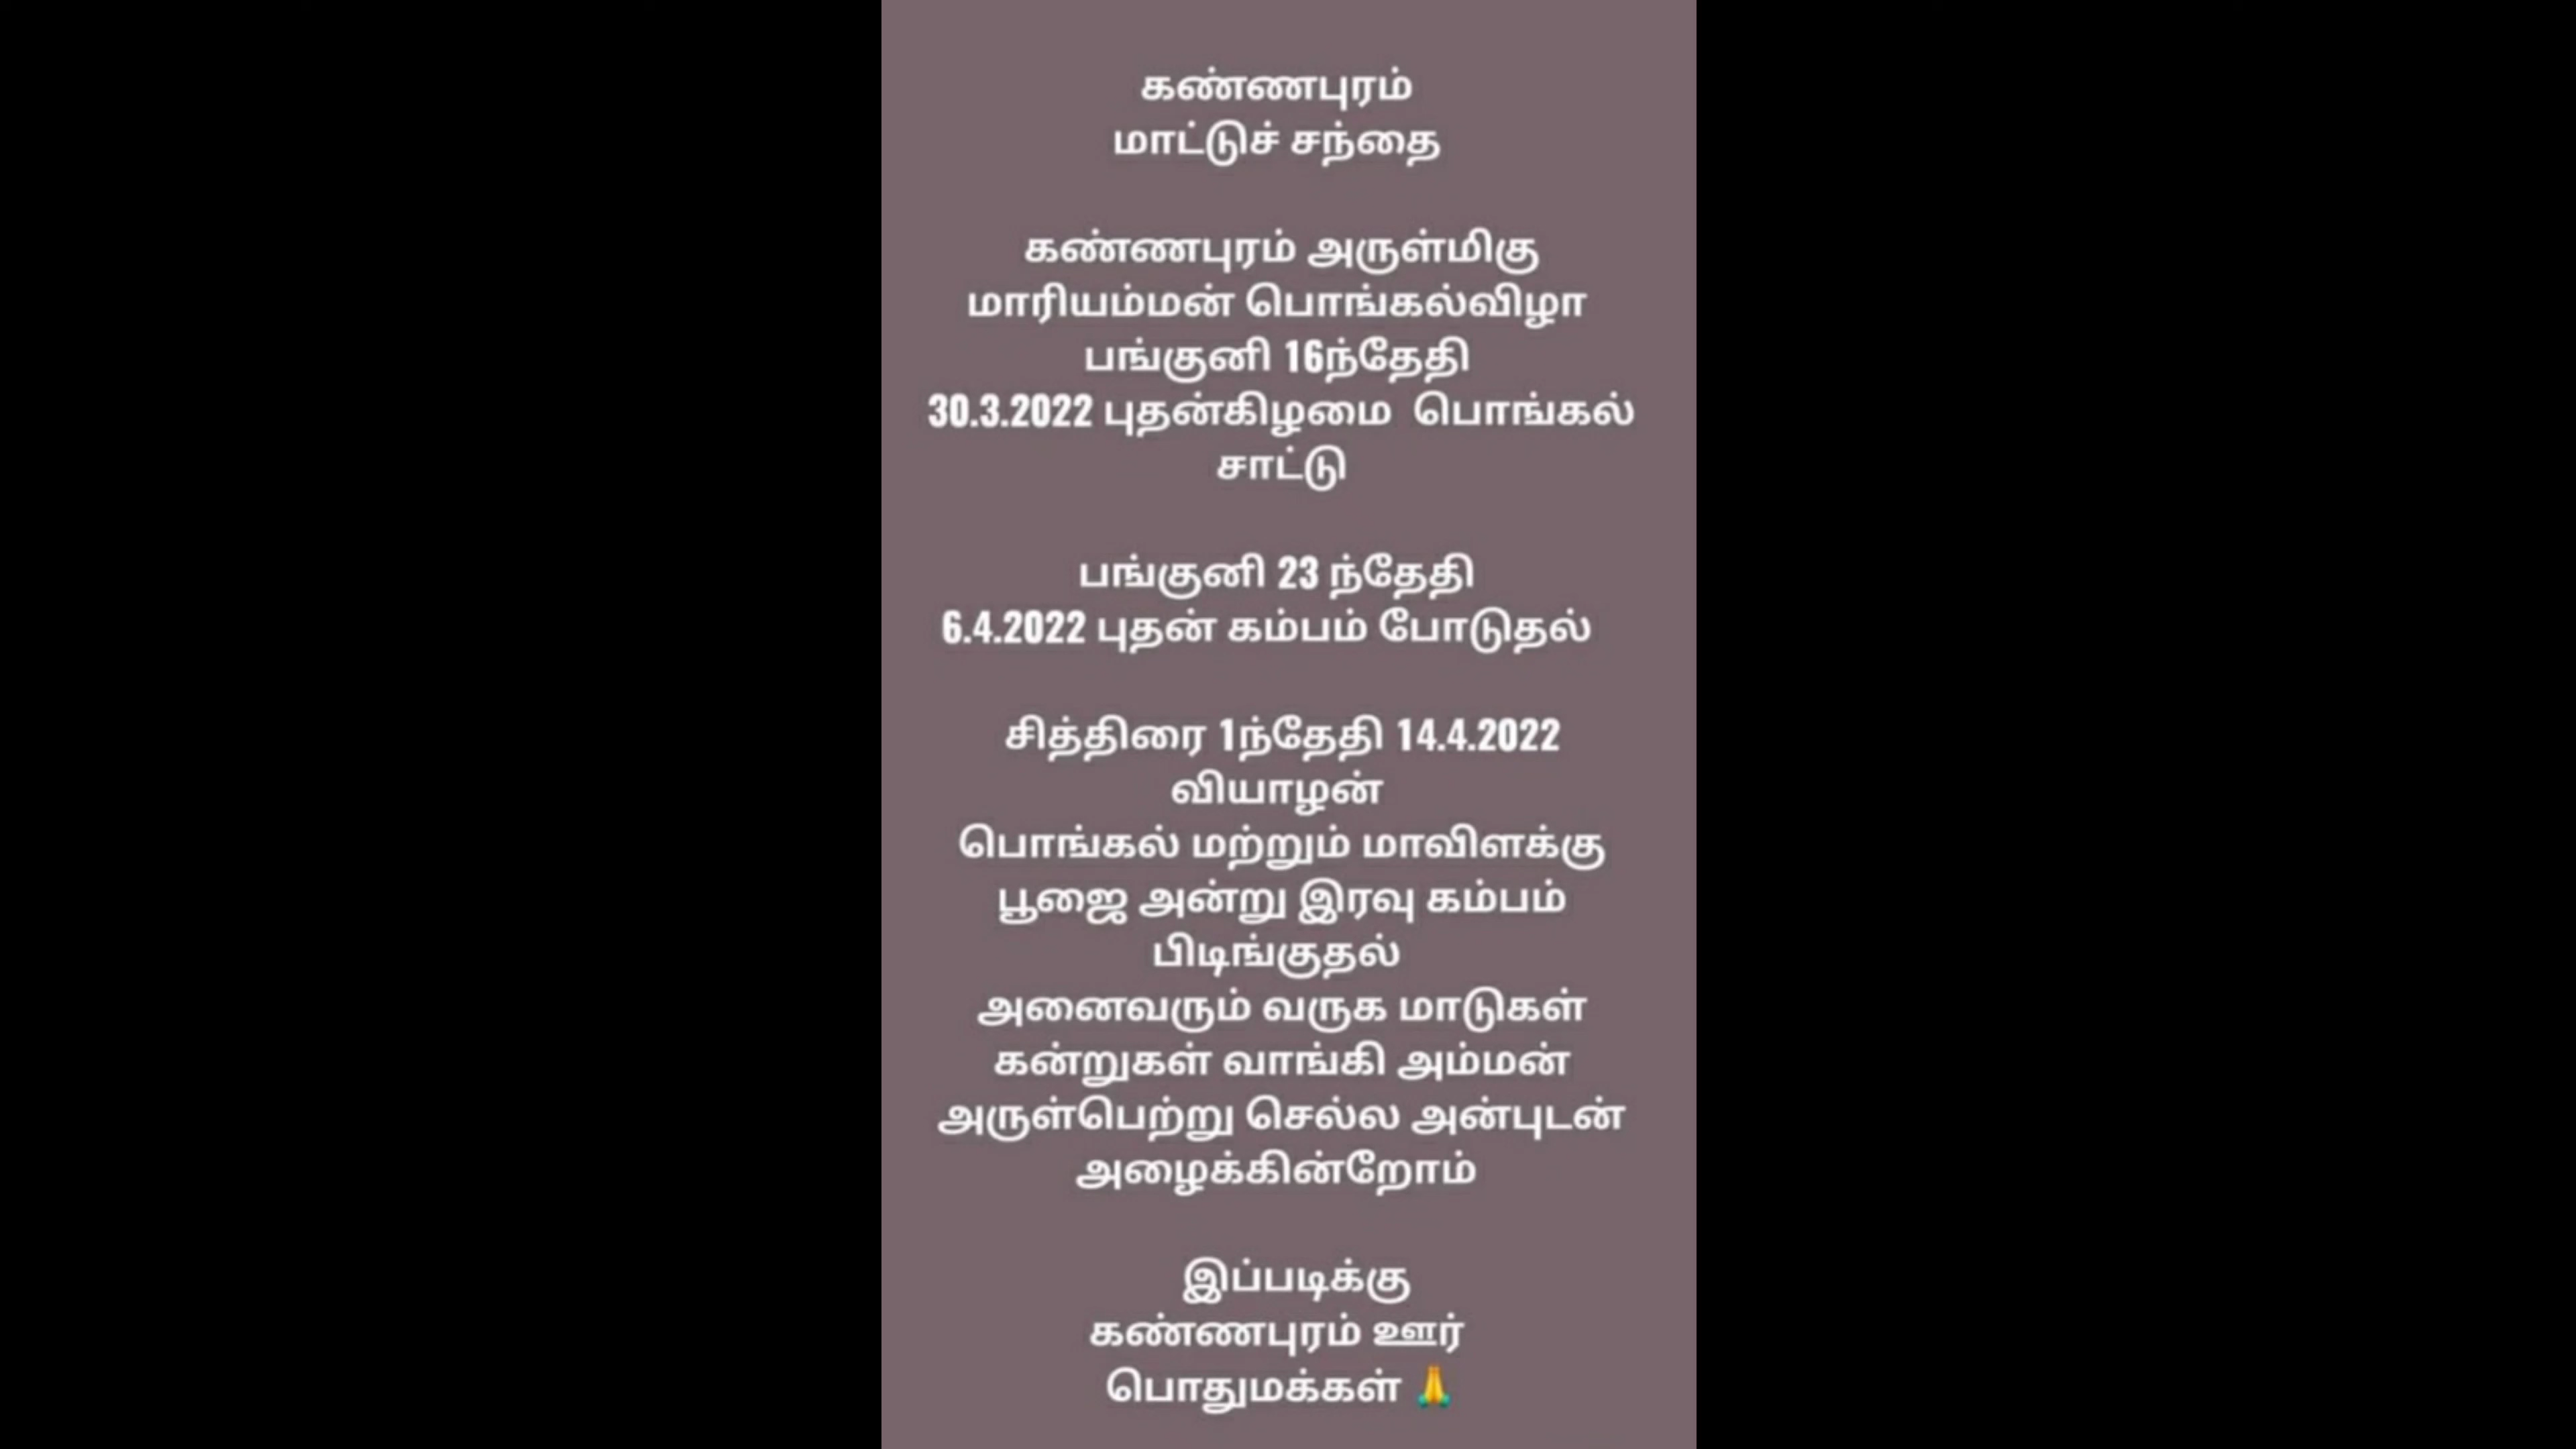 கண்ணபுரம்
மாட்டுச் சந்தை
கண்ணபுரம் அருள்மிகு
மாரியம்மன் பொங்கல்விழா
பங்குனி 16ந்தேதி
30.3.2022 புதன்கிழமை பொங்கல்
சாட்டு
பங்குனி 23 ந்தேதி
6.4.2022 புதன் கம்பம் போடுதல்
சித்திரை 1ந்தேதி 14.4.2022
வியாழன்
பொங்கல் மற்றும் மாவிளக்கு
பூஜை அன்று இரவு கம்பம்
பிடிங்குதல்
அனைவரும் வருக மாடுகள்
கன்றுகள் வாங்கி அம்மன்
அருள்பெற்று செல்ல அன்புடன்
அழைக்கின்றோம்
இப்படிக்கு
கண்ணபுரம் ஊர்
பொதுமக்கள் 🙏